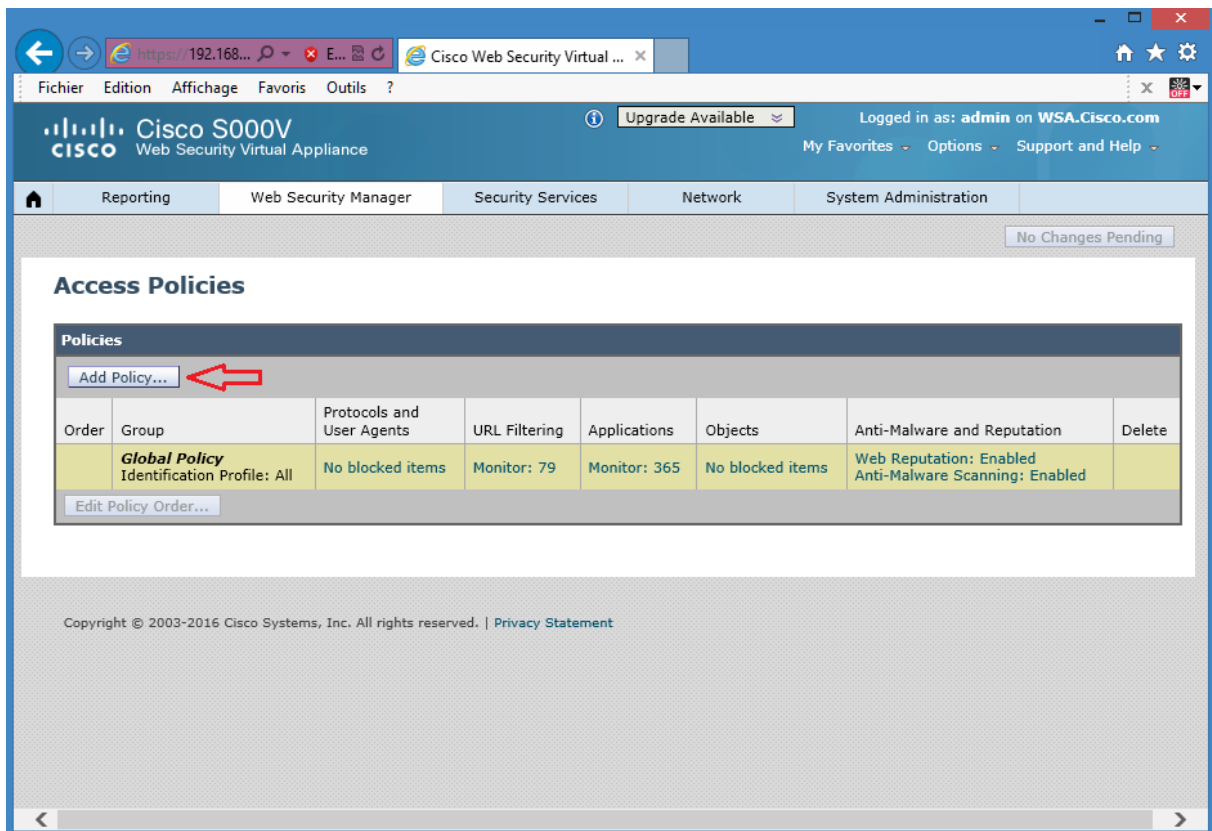 https://192.168... E... Cisco Web Security Virtual ...
Fichier Edition Affichage Favoris Outils ?
OFF
CISCO Cisco S000V
Web Security Virtual Appliance
Upgrade Available
Logged in as: admin on WSA.Cisco.com
My Favorites Options Support and Help
Reporting Web Security Manager Security Services Network System Administration
No Changes Pending
Access Policies
Policies
Add Policy...
Order Group Protocols and User Agents URL Filtering Applications Objects Anti-Malware and Reputation Delete
Global Policy
Identification Profile: All
No blocked items Monitor: 79 Monitor: 365 No blocked items
Web Reputation: Enabled
Anti-Malware Scanning: Enabled
Edit Policy Order...
Copyright © 2003-2016 Cisco Systems, Inc. All rights reserved. | Privacy Statement